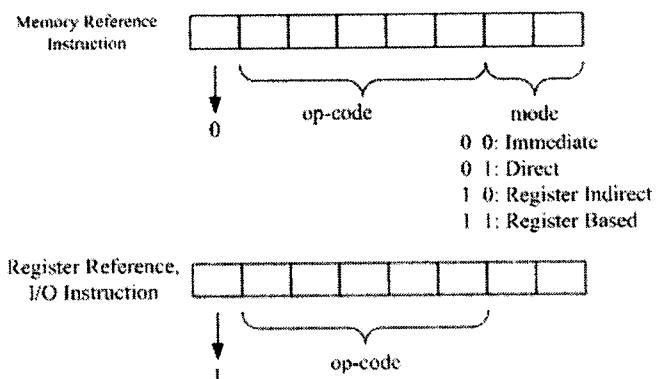 Memory Reference
Instruction
0
op-code
mode
0 0: Immediate
0 1: Direct
1 0: Register Indirect
1 1: Register Based
Register Reference,
I/O Instruction
1
op-code